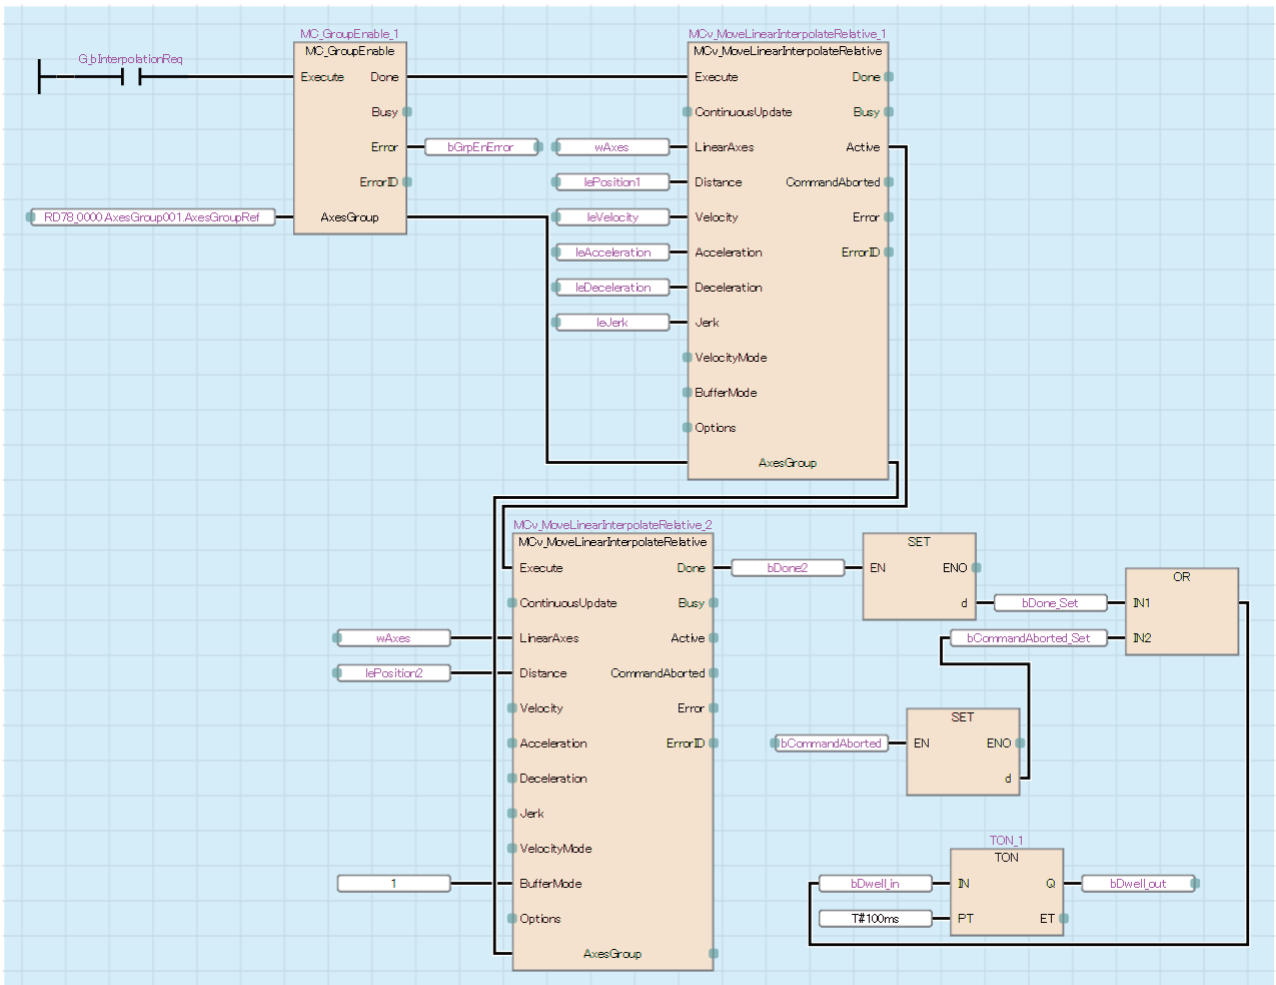 MC_GroupEnable_1
MCv_MoveLinearInterpolateRelative_1
G_bInterpolationReq
MC_GroupEnable
MCv_MoveLinearInterpolateRelative
Execute Done
Execute Done
Busy
ContinuousUpdate Busy
Error bGrpEnError
wAxes LinearAxes Active
ErrorID
lePosition1 Distance CommandAborted
RD78_0000.AxesGroup001.AxesGroupRef AxesGroup
leVelocity Velocity Error
leAcceleration Acceleration ErrorID
leDeceleration Deceleration
leJerk Jerk
VelocityMode
BufferMode
Options
AxesGroup
MCv_MoveLinearInterpolateRelative_2
MCv_MoveLinearInterpolateRelative
Execute Done bDone2
SET
EN ENO
d bDone_Set
OR
IN1
bCommandAborted_Set IN2
ContinuousUpdate Busy
wAxes LinearAxes Active
lePosition2 Distance CommandAborted
Velocity Error
Acceleration ErrorID
SET
bCommandAborted EN ENO
d
Deceleration
Jerk
VelocityMode
1 BufferMode
Options
AxesGroup
TON_1
TON
bDwell_in IN Q bDwell_out
T#100ms PT ET